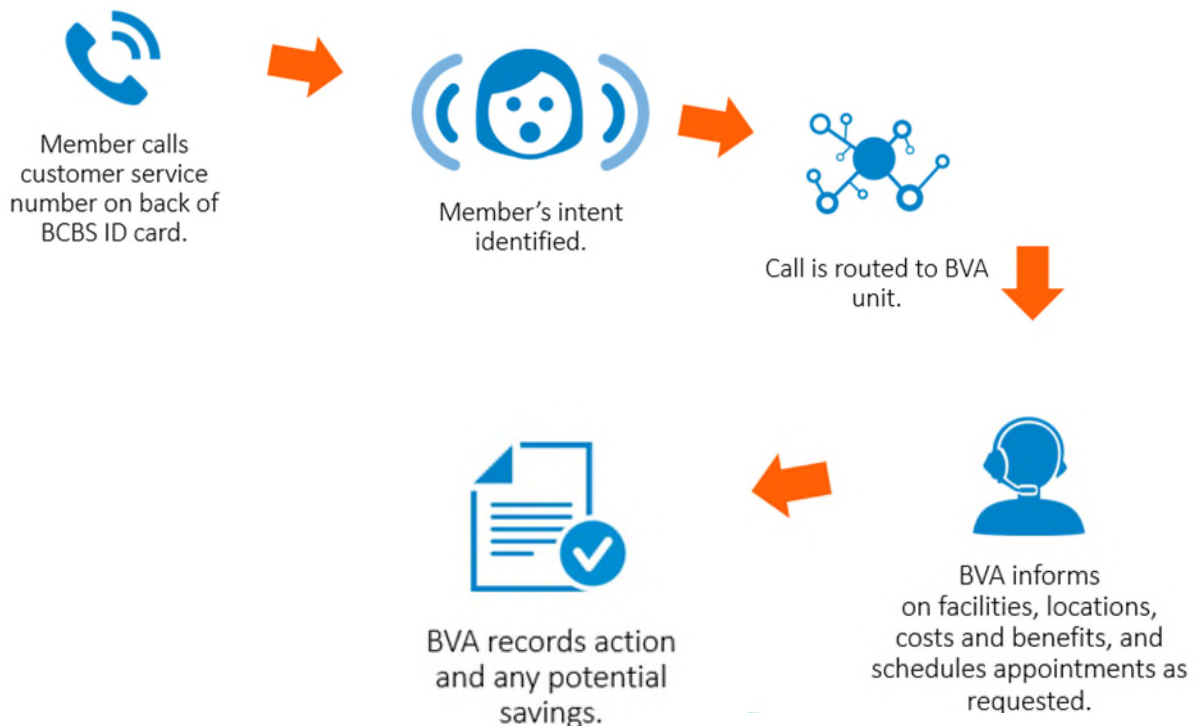 Member calls
customer service
number on back of
BCBS ID card.
Member’s intent
identified.
Call is routed to BVA
unit.
BVA informs
on facilities, locations,
costs and benefits, and
schedules appointments as
requested.
BVA records action
and any potential
savings.